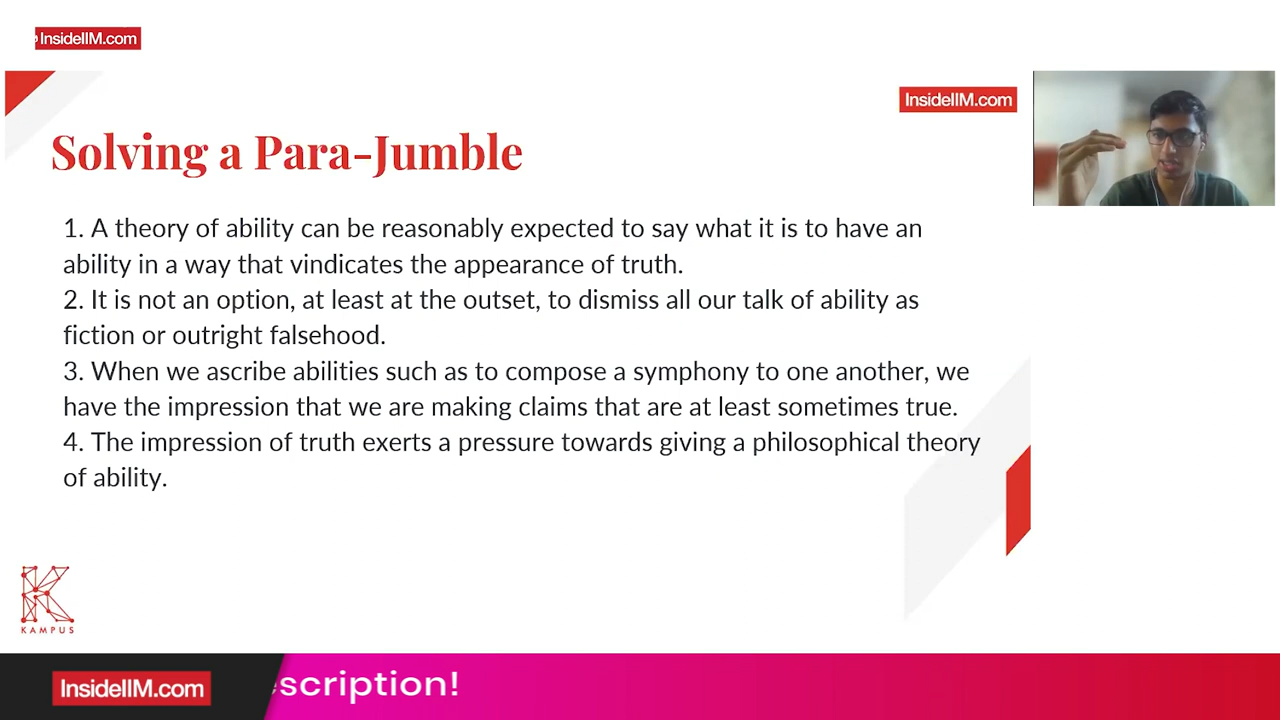 InsideIIM.com
InsideIIM.com
Solving a Para-Jumble
1. A theory of ability can be reasonably expected to say what it is to have an
ability in a way that vindicates the appearance of truth.
2. It is not an option, at least at the outset, to dismiss all our talk of ability as
fiction or outright falsehood.
3. When we ascribe abilities such as to compose a symphony to one another, we
have the impression that we are making claims that are at least sometimes true.
4. The impression of truth exerts a pressure towards giving a philosophical theory
of ability.
KAMPUS
InsideIIM.com
scription!